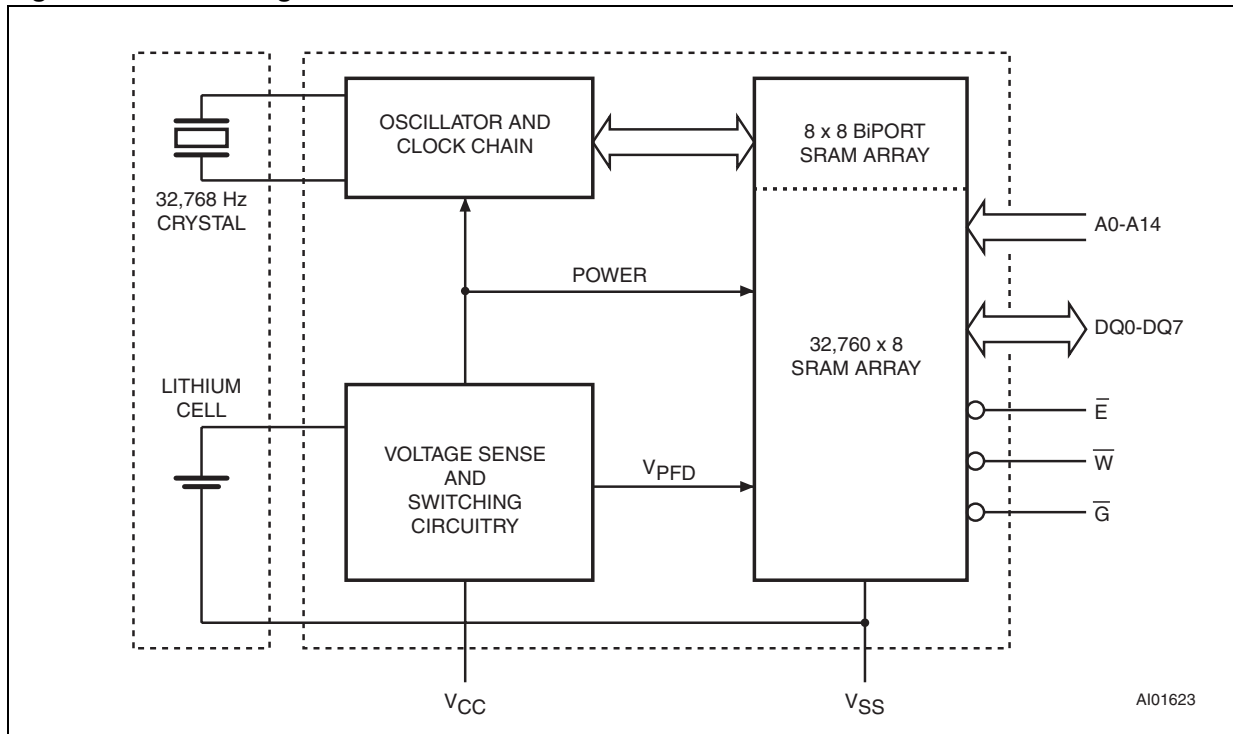 OSCILLATOR AND
CLOCK CHAIN
8 x 8 BiPORT
SRAM ARRAY
32,768 Hz
CRYSTAL
A0-A14
POWER
DQ0-DQ7
32,760 x 8
SRAM ARRAY
LITHIUM
CELL
VOLTAGE SENSE
AND
SWITCHING
CIRCUITRY
VPFD
E̅
W̅
G̅
VCC
VSS
AI01623